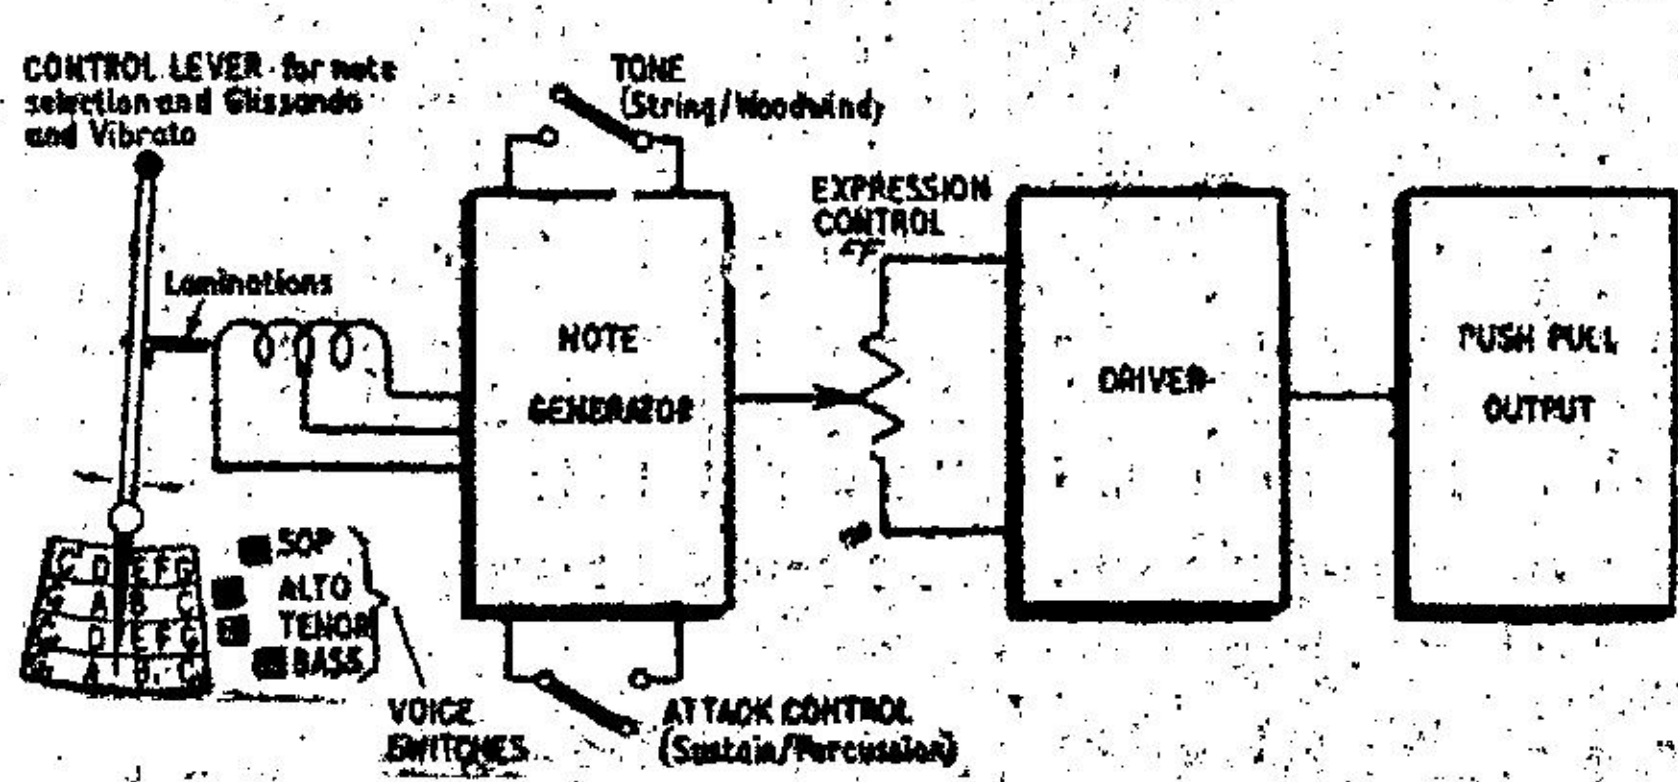 CONTROL LEVER for note
selection and Glissando
and Vibrato
TONE
(String/Woodwind)
EXPRESSION
CONTROL
Laminations
NOTE
GENERATOR
DRIVER
PUSH PULL
OUTPUT
SOP
ALTO
TENOR
BASS
C D E F G
G A B C
C D E F G
G A B C
VOICE
SWITCHES
ATTACK CONTROL
(Sustain/Percussion)